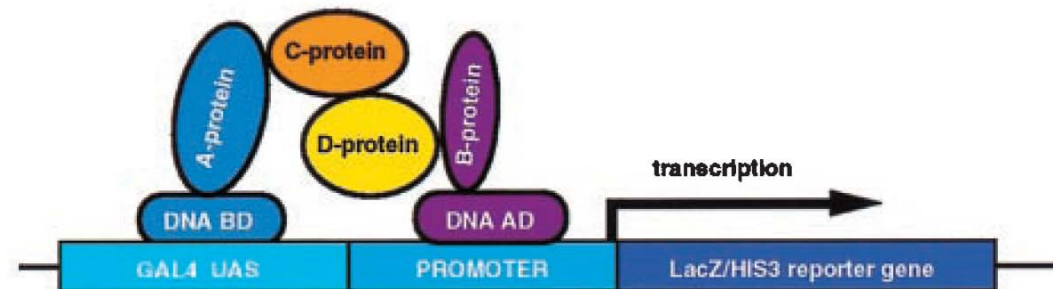 C-protein
A-protein
D-protein
B-protein
transcription
DNA BD
DNA AD
GAL4 UAS
PROMOTER
LacZ/HIS3 reporter gene